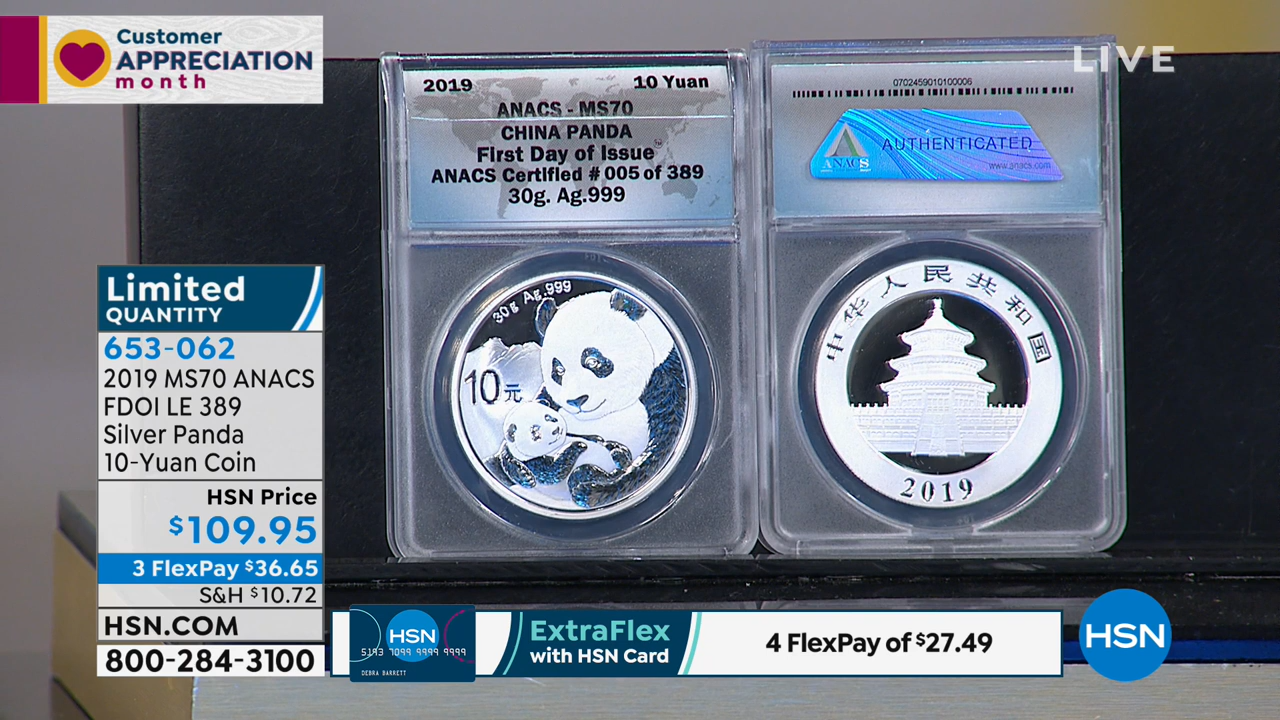 Customer
APPRECIATION
month
LIVE
2019 10 Yuan
ANACS - MS70
CHINA PANDA
First Day of Issue™
ANACS Certified # 005 of 389
30g. Ag.999
0702459010100006
ANACS
AUTHENTICATED
www.anacs.com
30g Ag.999
10元
中华人民共和国
2019
Limited
QUANTITY
653-062
2019 MS70 ANACS
FDOI LE 389
Silver Panda
10-Yuan Coin
HSN Price
$109.95
3 FlexPay $36.65
S&H $10.72
HSN.COM
800-284-3100
HSN
5193 7099 9999 9999
DEBRA BARRETT
ExtraFlex
with HSN Card
4 FlexPay of $27.49
HSN